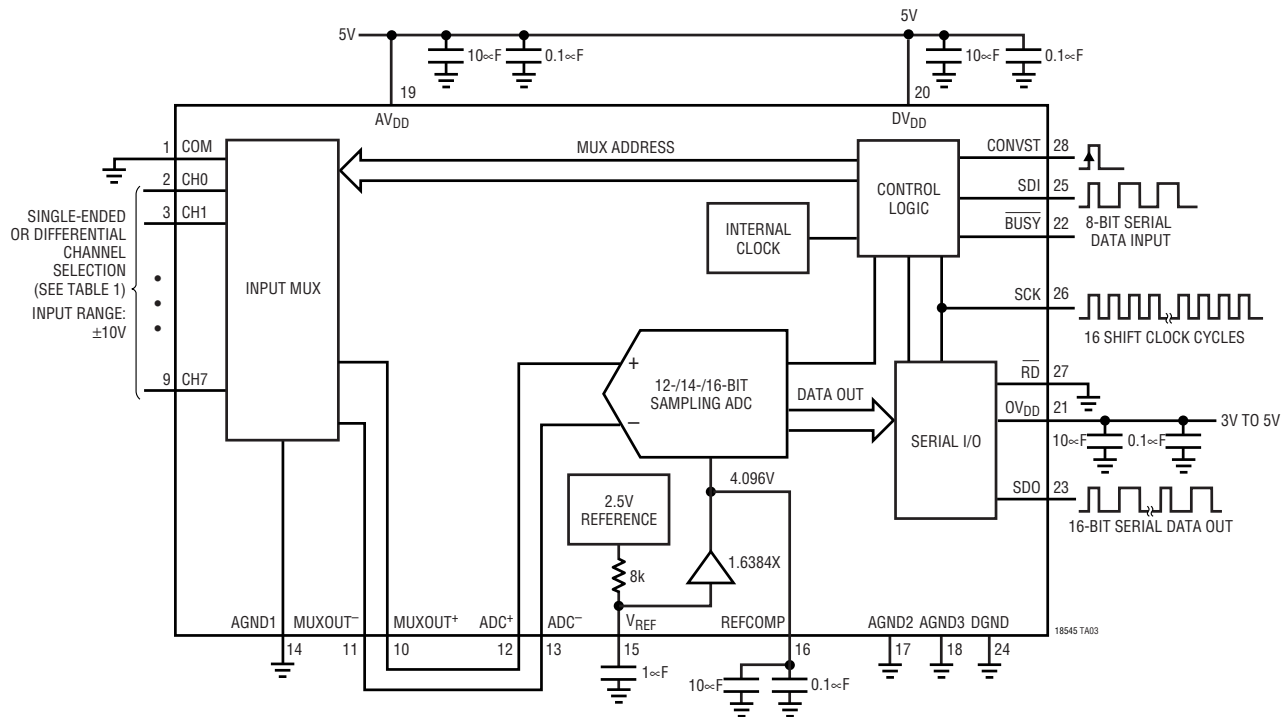 5V
5V
10∝F
0.1∝F
10∝F
0.1∝F
19
20
AVDD
DVDD
1
COM
MUX ADDRESS
CONVST
28
2
CH0
SDI
25
3
CH1
BUSY
22
SINGLE-ENDED
OR DIFFERENTIAL
CHANNEL
SELECTION
(SEE TABLE 1)
INPUT RANGE:
±10V
CONTROL
LOGIC
8-BIT SERIAL
DATA INPUT
INTERNAL
CLOCK
INPUT MUX
SCK
26
16 SHIFT CLOCK CYCLES
9
CH7
+
12-/14-/16-BIT
SAMPLING ADC
–
DATA OUT
RD
27
OVDD
21
3V TO 5V
SERIAL I/O
10∝F
0.1∝F
4.096V
2.5V
REFERENCE
SDO
23
16-BIT SERIAL DATA OUT
1.6384X
8k
AGND1
MUXOUT–
MUXOUT+
ADC+
ADC–
VREF
REFCOMP
AGND2
AGND3
DGND
18545 TA03
14
11
10
12
13
15
16
17
18
24
1∝F
10∝F
0.1∝F